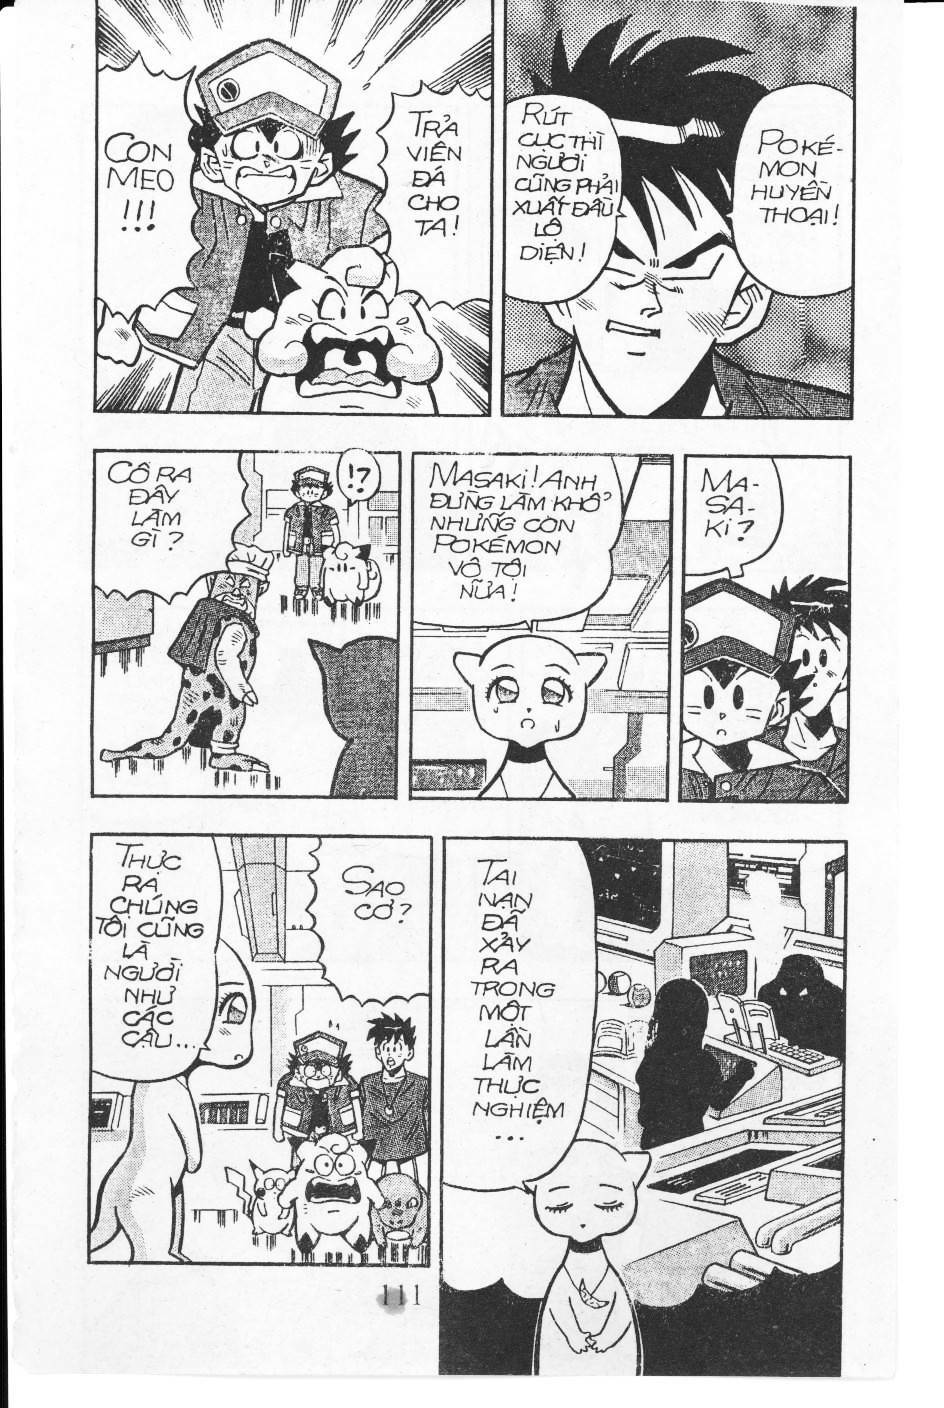 CON
MÈO
!!!
TRẢ
VIÊN
ĐÁ
CHO
TA!
RÚT
CỤC THÌ
NGƯƠI
CŨNG PHẢI
XUẤT ĐẦU
LỘ
DIỆN!
POKÉ-
MON
HUYỀN
THOẠI!
CÔ RA
ĐÂY
LÀM
GÌ?
!?
MASAKI! ANH
ĐỪNG LÀM KHỔ
NHỮNG CON
POKÉMON
VÔ TỘI
NỮA!
MA-
SA-
KI?
THỰC
RA
CHÚNG
TÔI CŨNG
LÀ
NGƯỜI
NHƯ
CÁC
CẬU...
SAO
CƠ?
TAI
NẠN
ĐÃ
XẢY
RA
TRONG
MỘT
LẦN
LÀM
THỰC
NGHIỆM
...
111